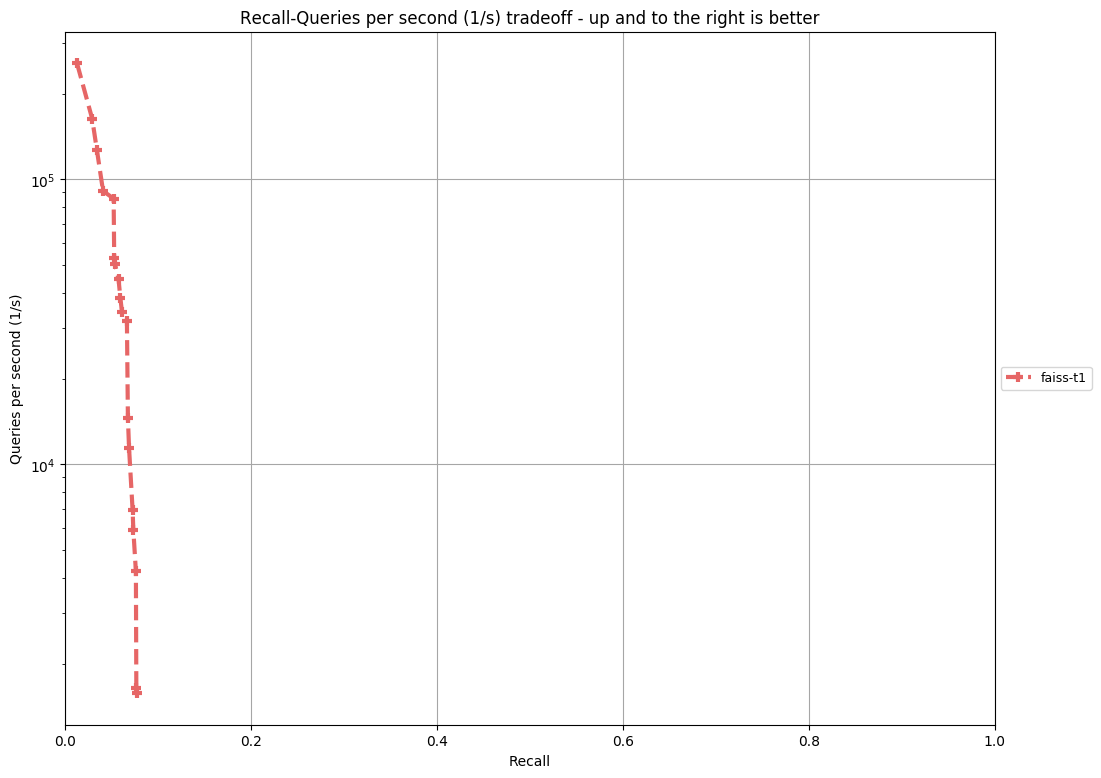 Recall-Queries per second (1/s) tradeoff - up and to the right is better
Queries per second (1/s)
10^5
10^4
0.0 0.2 0.4 0.6 0.8 1.0
Recall
faiss-t1